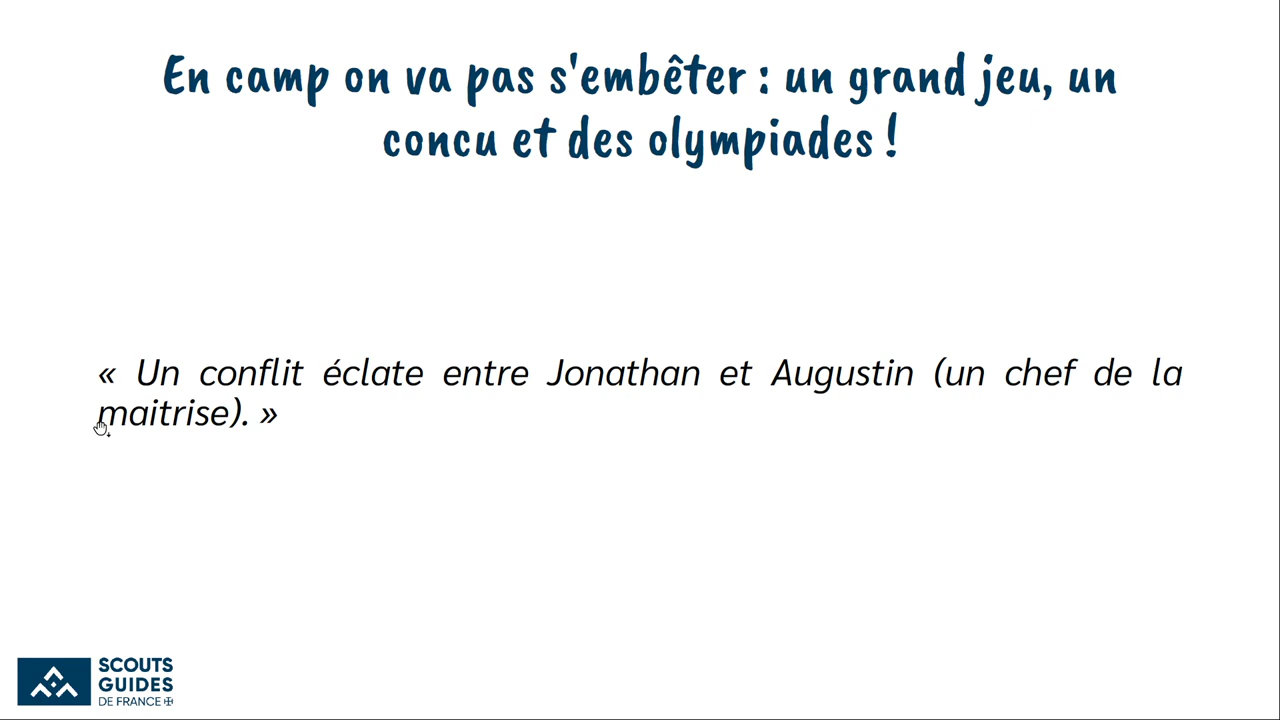 En camp on va pas s'embêter : un grand jeu, un
concu et des olympiades !
« Un conflit éclate entre Jonathan et Augustin (un chef de la
maitrise). »
SCOUTS
GUIDES
DE FRANCE